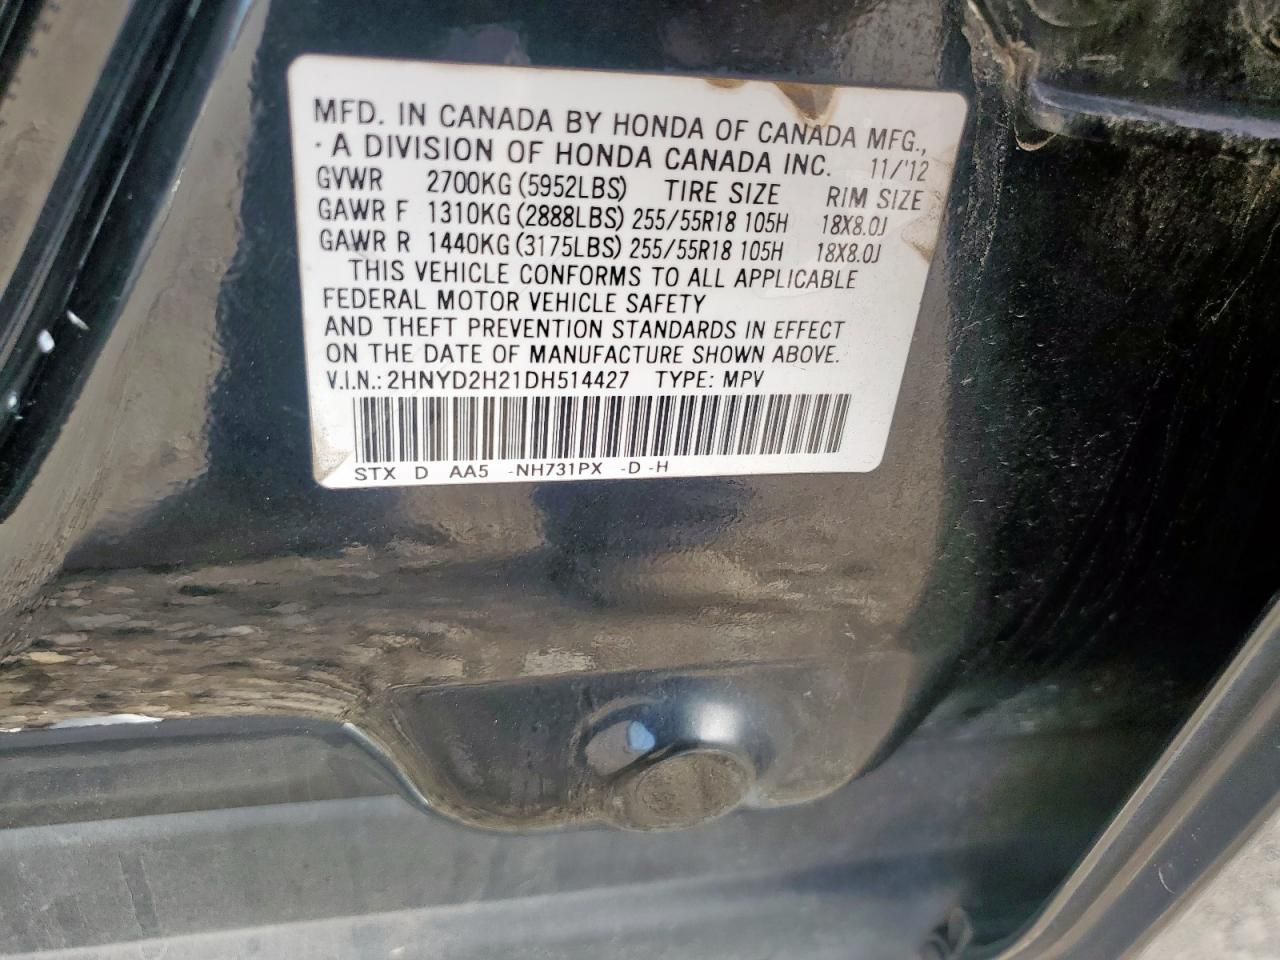 MFD. IN CANADA BY HONDA OF CANADA MFG.,
· A DIVISION OF HONDA CANADA INC. 11/'12
GVWR 2700KG (5952LBS) TIRE SIZE RIM SIZE
GAWR F 1310KG (2888LBS) 255/55R18 105H 18X8.0J
GAWR R 1440KG (3175LBS) 255/55R18 105H 18X8.0J
THIS VEHICLE CONFORMS TO ALL APPLICABLE
FEDERAL MOTOR VEHICLE SAFETY
AND THEFT PREVENTION STANDARDS IN EFFECT
ON THE DATE OF MANUFACTURE SHOWN ABOVE.
V.I.N.: 2HNYD2H21DH514427 TYPE: MPV
STX D AA5 -NH731PX -D -H